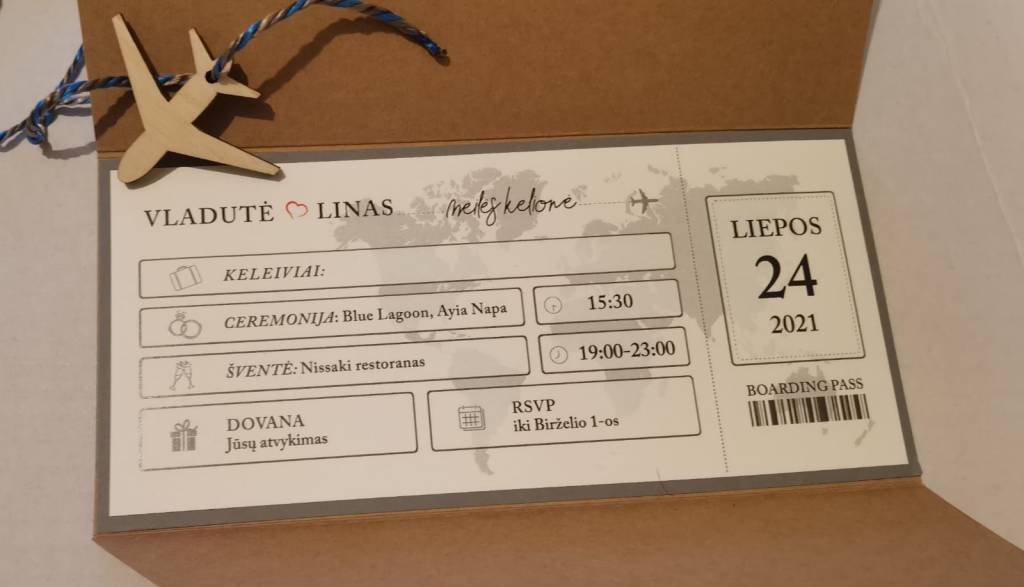 VLADUTĖ LINAS meilės kelionė
KELEIVIAI:
CEREMONIJA: Blue Lagoon, Ayia Napa 15:30
ŠVENTĖ: Nissaki restoranas 19:00-23:00
DOVANA
Jūsų atvykimas
RSVP
iki Birželio 1-os
LIEPOS
24
2021
BOARDING PASS